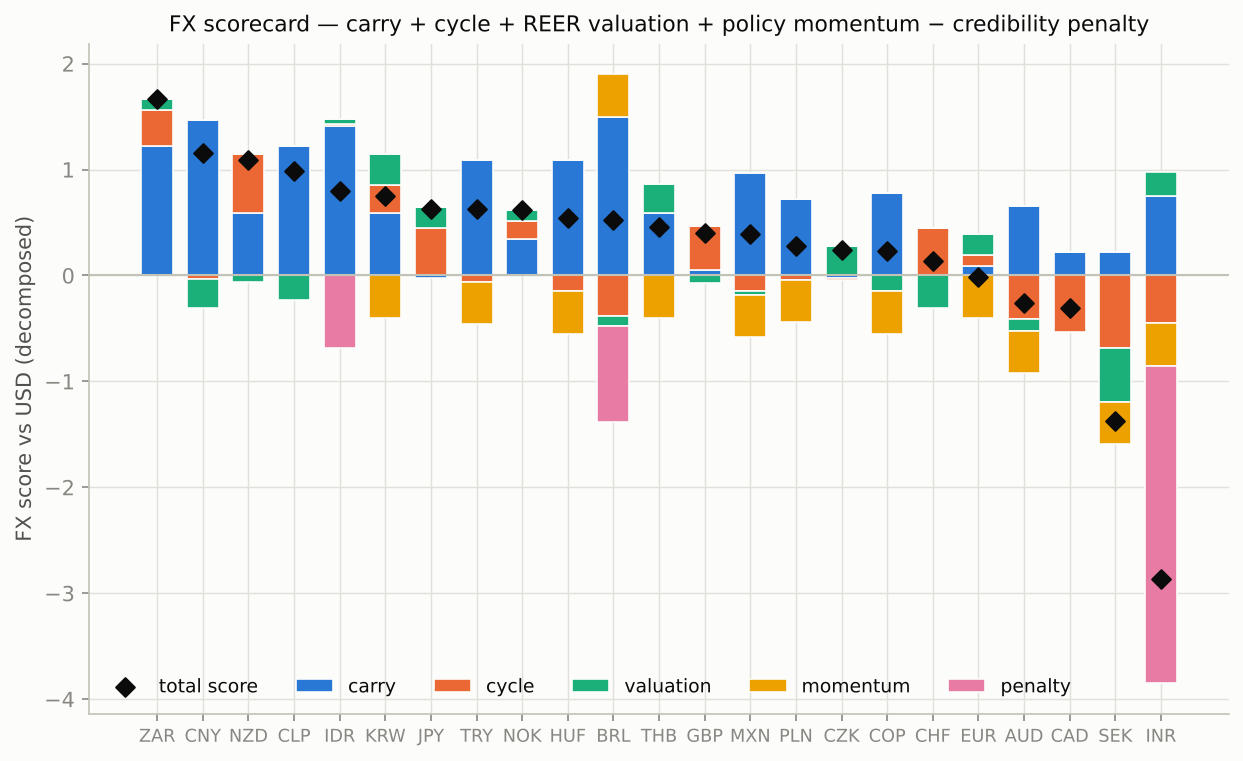 FX scorecard — carry + cycle + REER valuation + policy momentum − credibility penalty
FX score vs USD (decomposed)
2
1
0
−1
−2
−3
−4
total score
carry
cycle
valuation
momentum
penalty
ZAR CNY NZD CLP IDR KRW JPY TRY NOK HUF BRL THB GBP MXN PLN CZK COP CHF EUR AUD CAD SEK INR